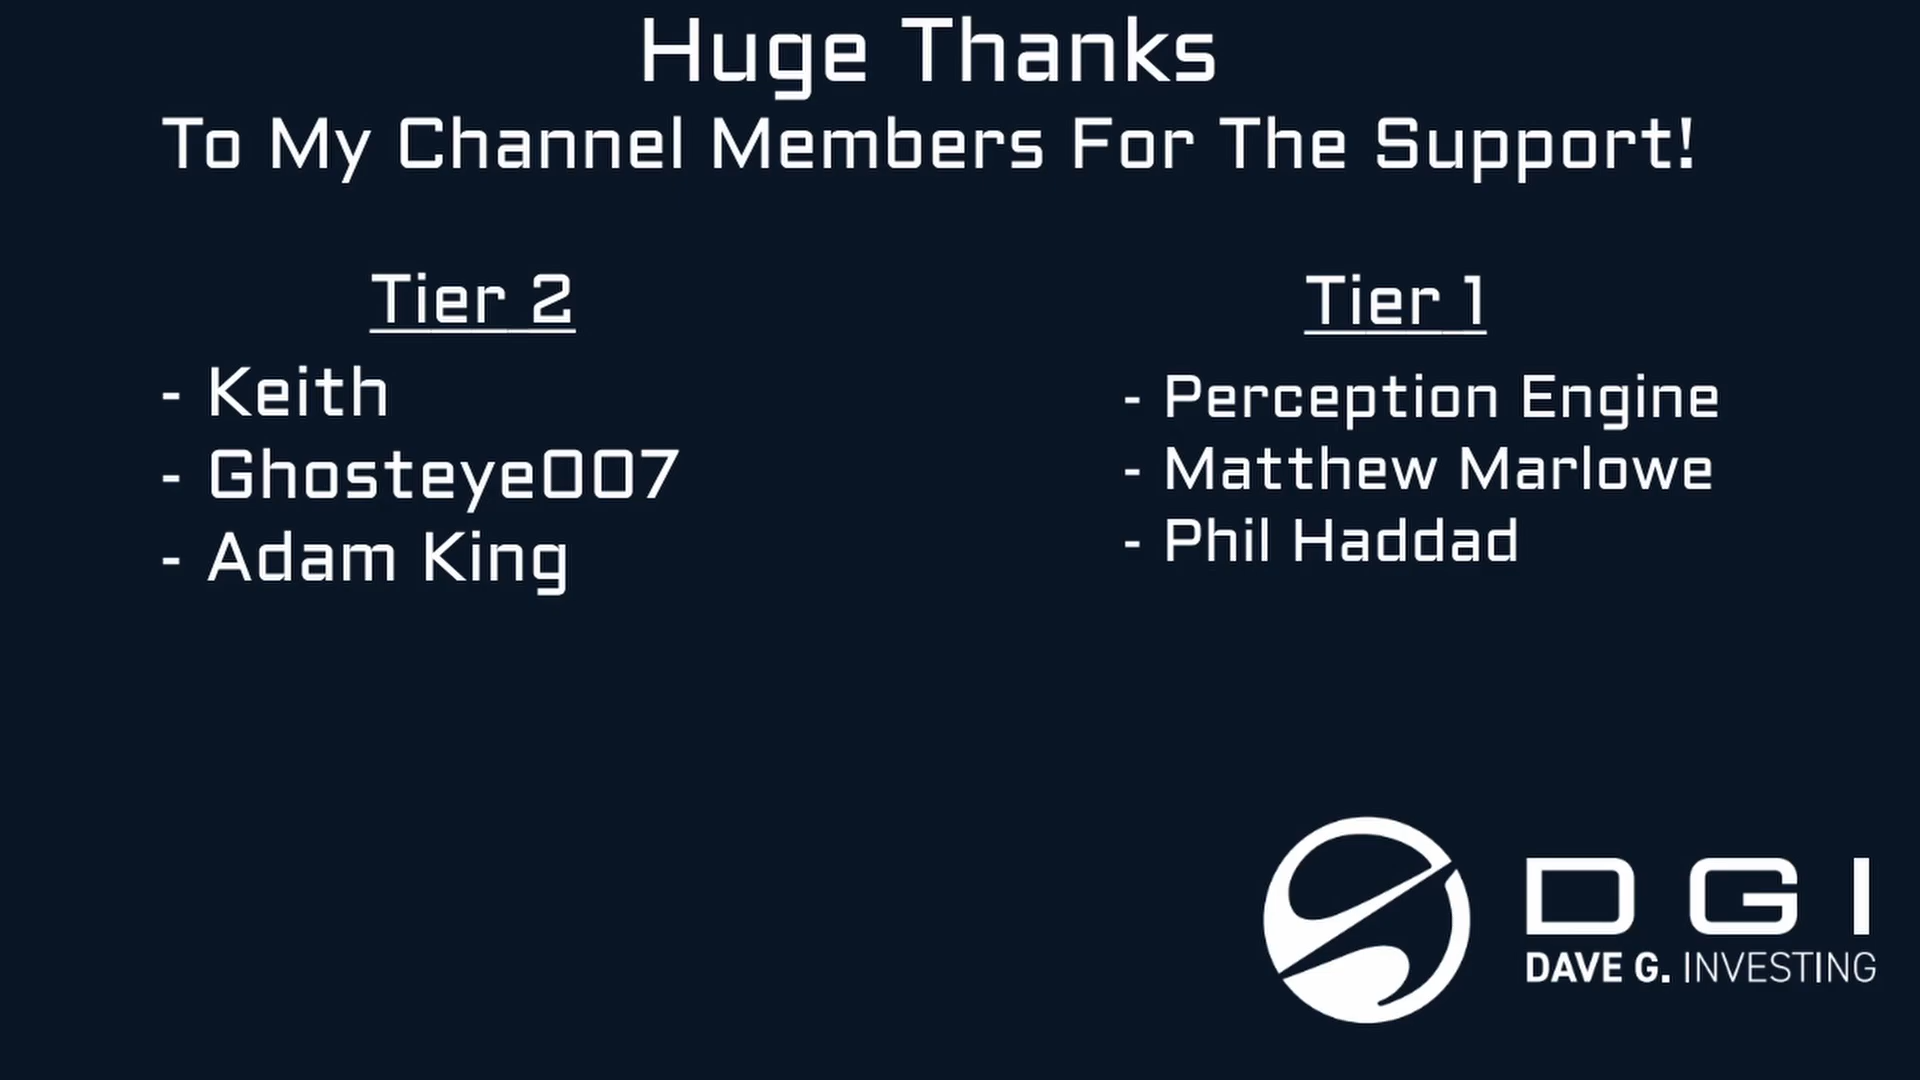 Huge Thanks
To My Channel Members For The Support!
Tier 2
- Keith
- Ghosteye007
- Adam King
Tier 1
- Perception Engine
- Matthew Marlowe
- Phil Haddad
DGI
DAVE G. INVESTING